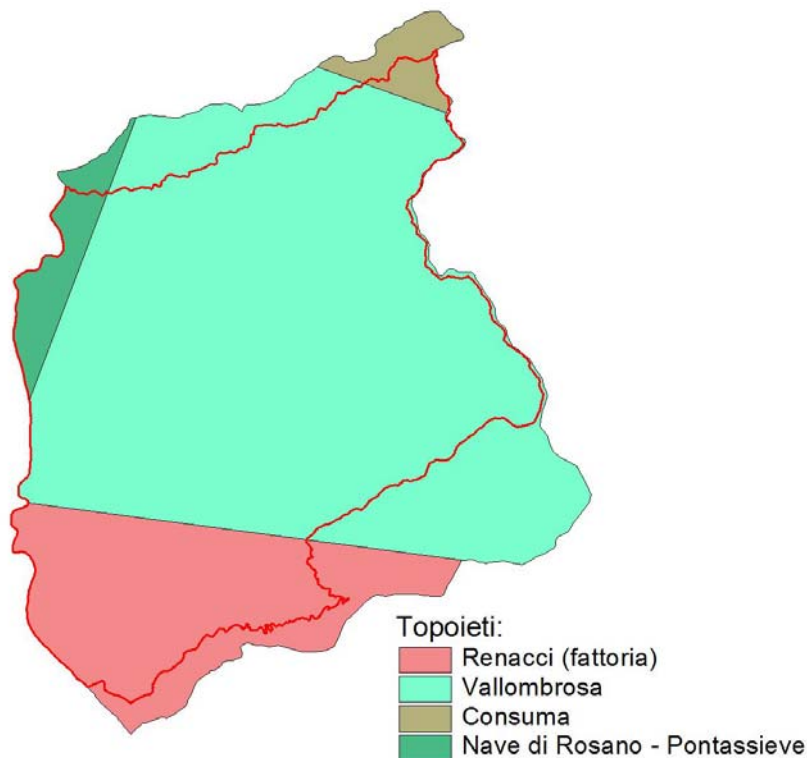 Topoieti:
Renacci (fattoria)
Vallombrosa
Consuma
Nave di Rosano - Pontassieve